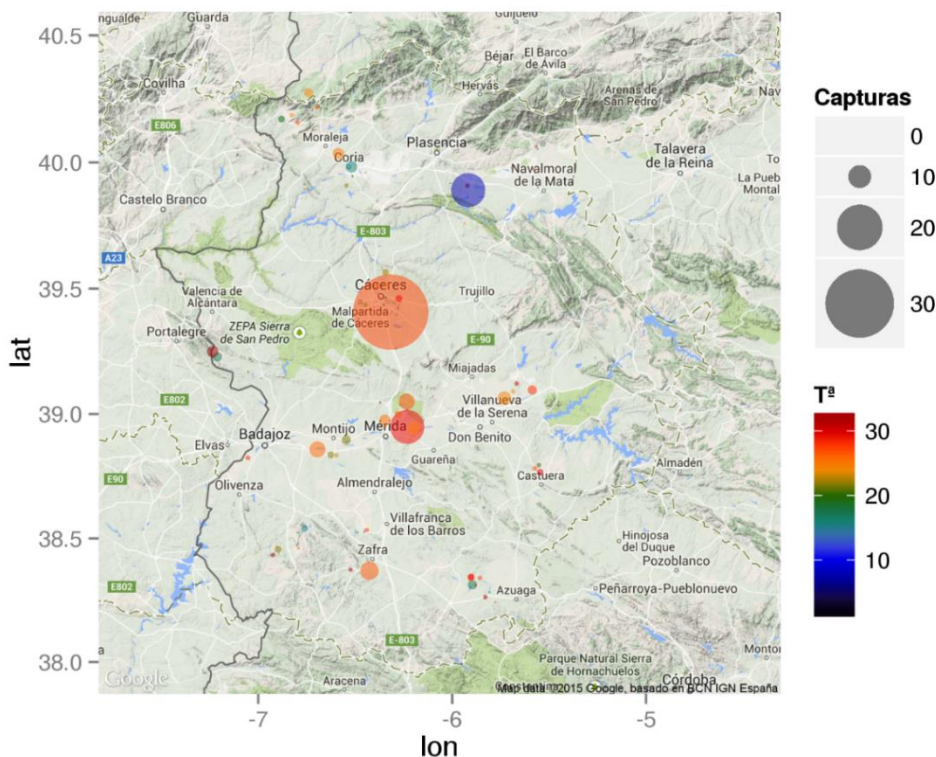 40.5
40.0
39.5
39.0
38.5
38.0
lat
-7
-6
-5
lon
Guarda
Guijuelo
Covilha
E806
Béjar
El Barco
de Ávila
Hervás
Arenas de
San Pedro
Moraleja
Coria
Plasencia
Talavera
de la Reina
Navalmoral
de la Mata
La Pueb
Montal
Castelo Branco
E-803
A23
Valencia de
Alcántara
Cáceres
Malpartida
de Cáceres
Trujillo
Portalegre
ZEPA Sierra
de San Pedro
E-90
Miajadas
E802
Villanueva
de la Serena
Elvas
Badajoz
Montijo
Mérida
Don Benito
Guareña
E90
Olivenza
Almendralejo
Castuera
Almadén
Villafranca
de los Barros
Hinojosa
del Duque
Pozoblanco
Zafra
E802
Azuaga
Peñarroya-Pueblonuevo
E-803
Parque Natural Sierra
de Hornachuelos
Google
Aracena
Córdoba
Map data ©2015 Google, basado en BCN IGN España
Capturas
0
10
20
30
Tª
30
20
10